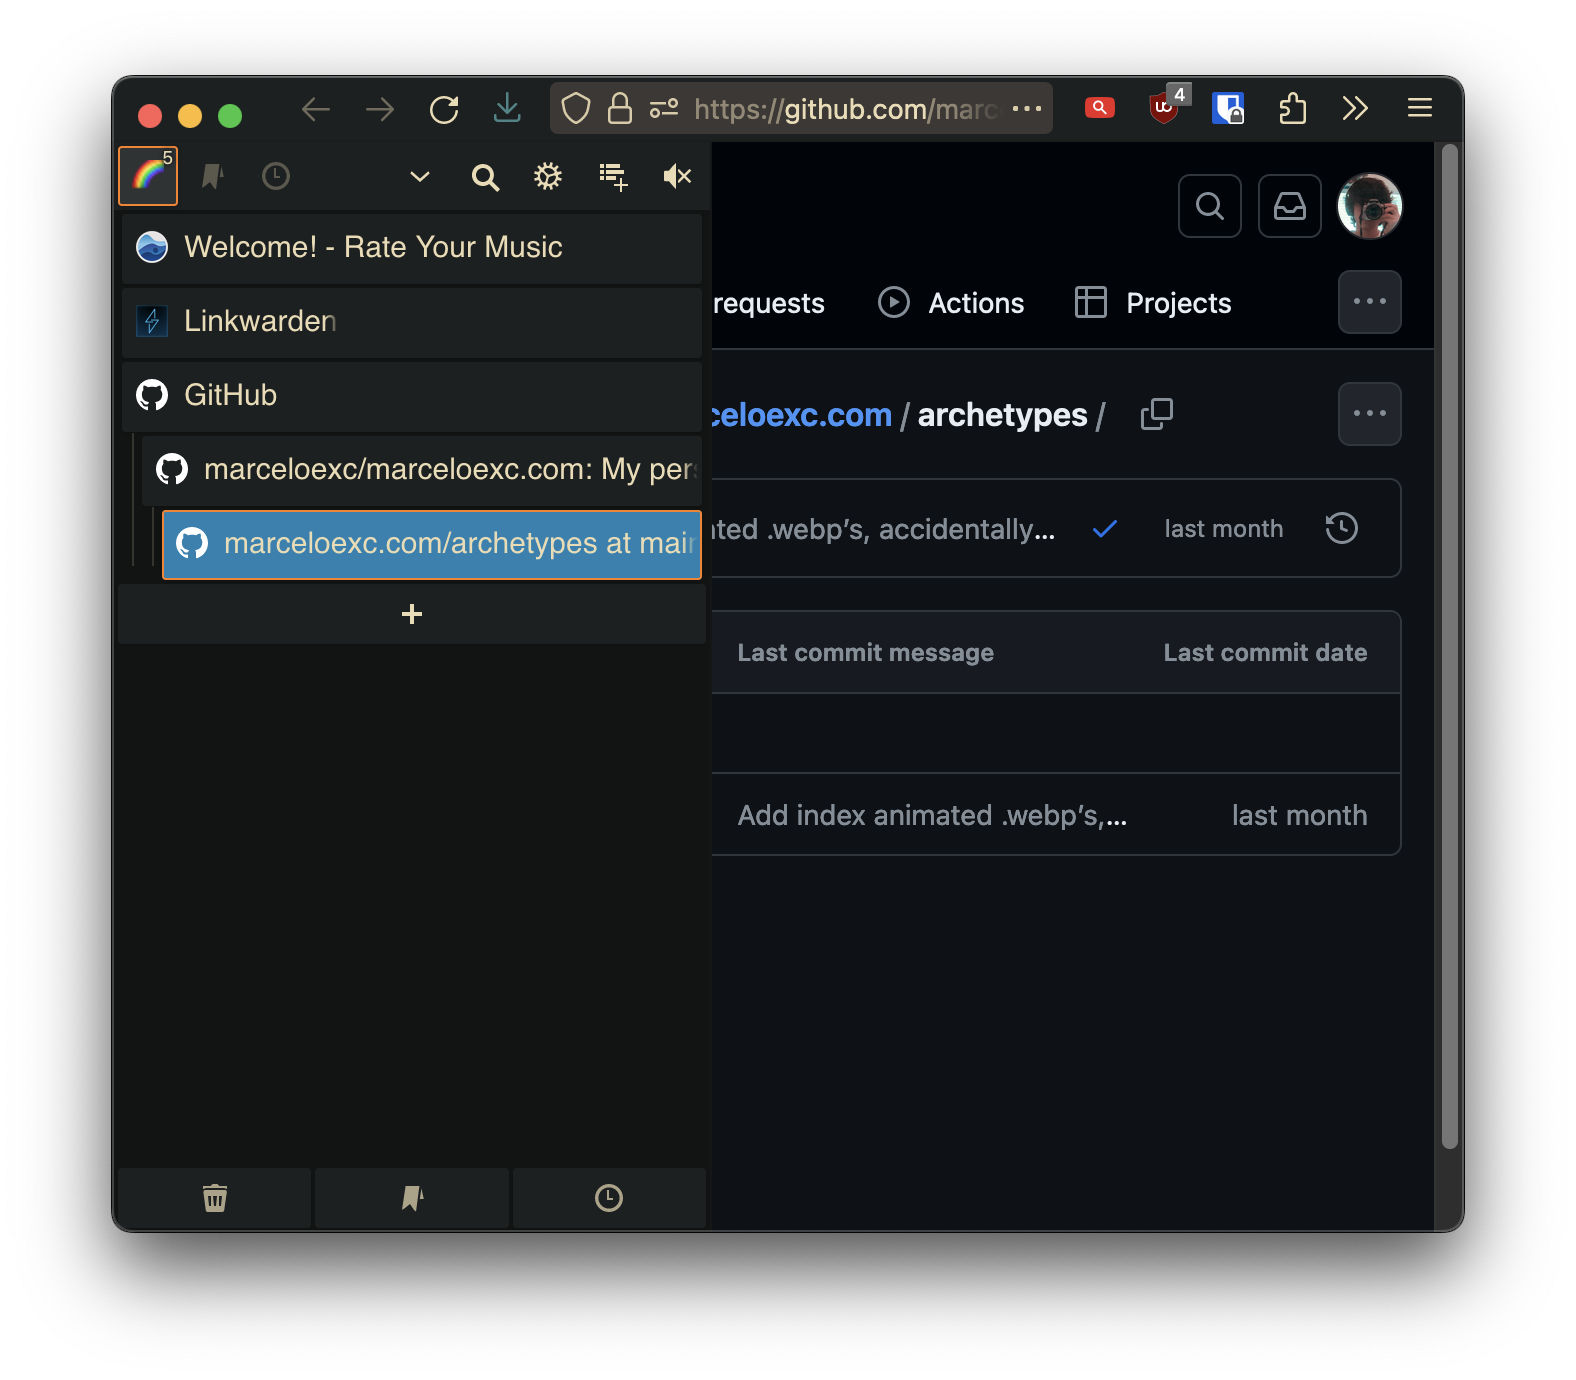 https://github.com/marc
4
5
Welcome! - Rate Your Music
Linkwarden
GitHub
marceloexc/marceloexc.com: My pers
marceloexc.com/archetypes at main
+
requests
Actions
Projects
celoexc.com / archetypes /
ated .webp’s, accidentally...
last month
Last commit message
Last commit date
Add index animated .webp’s,...
last month